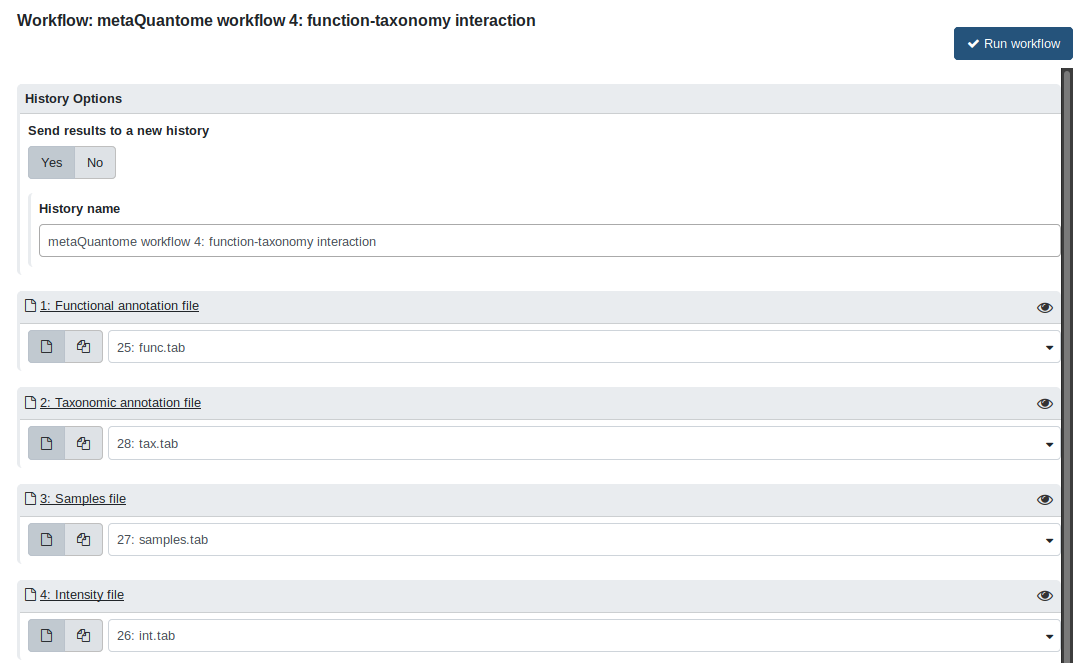 Workflow: metaQuantome workflow 4: function-taxonomy interaction
Run workflow
History Options
Send results to a new history
Yes No
History name
metaQuantome workflow 4: function-taxonomy interaction
1: Functional annotation file
25: func.tab
2: Taxonomic annotation file
28: tax.tab
3: Samples file
27: samples.tab
4: Intensity file
26: int.tab